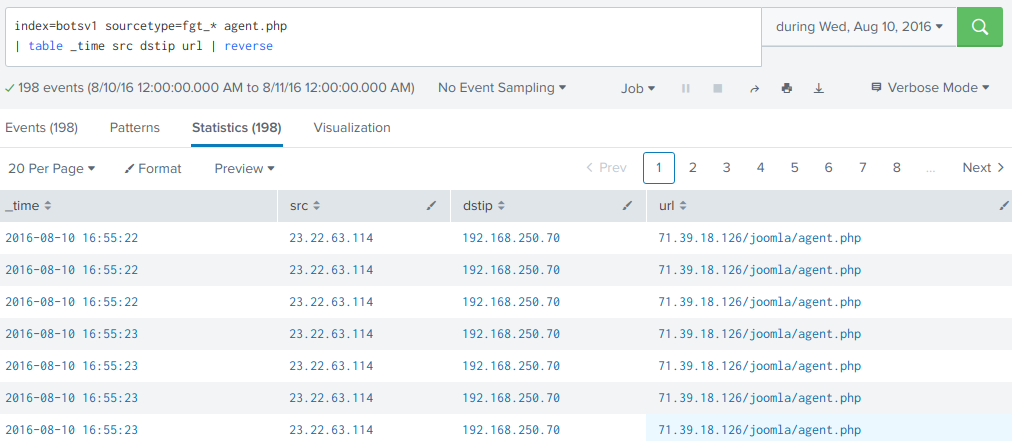 index=botsv1 sourcetype=fgt_* agent.php
| table _time src dstip url | reverse
during Wed, Aug 10, 2016
198 events (8/10/16 12:00:00.000 AM to 8/11/16 12:00:00.000 AM) No Event Sampling Job Verbose Mode
Events (198) Patterns Statistics (198) Visualization
20 Per Page Format Preview < Prev 1 2 3 4 5 6 7 8 ... Next >
_time src dstip url
2016-08-10 16:55:22 23.22.63.114 192.168.250.70 71.39.18.126/joomla/agent.php
2016-08-10 16:55:22 23.22.63.114 192.168.250.70 71.39.18.126/joomla/agent.php
2016-08-10 16:55:22 23.22.63.114 192.168.250.70 71.39.18.126/joomla/agent.php
2016-08-10 16:55:23 23.22.63.114 192.168.250.70 71.39.18.126/joomla/agent.php
2016-08-10 16:55:23 23.22.63.114 192.168.250.70 71.39.18.126/joomla/agent.php
2016-08-10 16:55:23 23.22.63.114 192.168.250.70 71.39.18.126/joomla/agent.php
2016-08-10 16:55:23 23.22.63.114 192.168.250.70 71.39.18.126/joomla/agent.php